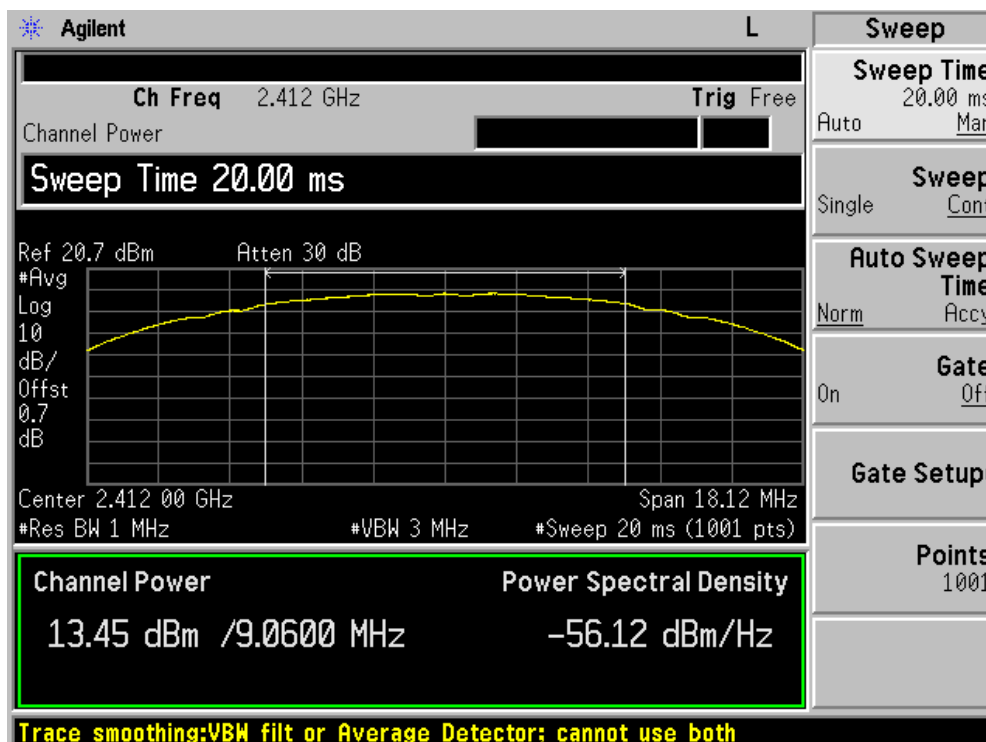 Agilent L Sweep
Ch Freq 2.412 GHz Trig Free
Channel Power
Sweep Time 20.00 ms
Ref 20.7 dBm Atten 30 dB
#Avg
Log
10
dB/
Offst
0.7
dB
Center 2.412 00 GHz Span 18.12 MHz
#Res BW 1 MHz #VBW 3 MHz #Sweep 20 ms (1001 pts)
Channel Power Power Spectral Density
13.45 dBm /9.0600 MHz -56.12 dBm/Hz
Trace smoothing:VBW filt or Average Detector: cannot use both
Sweep Time
20.00 ms
Auto Man
Sweep
Single Cont
Auto Sweep
Time
Norm Accy
Gate
On Off
Gate Setup
Points
1001